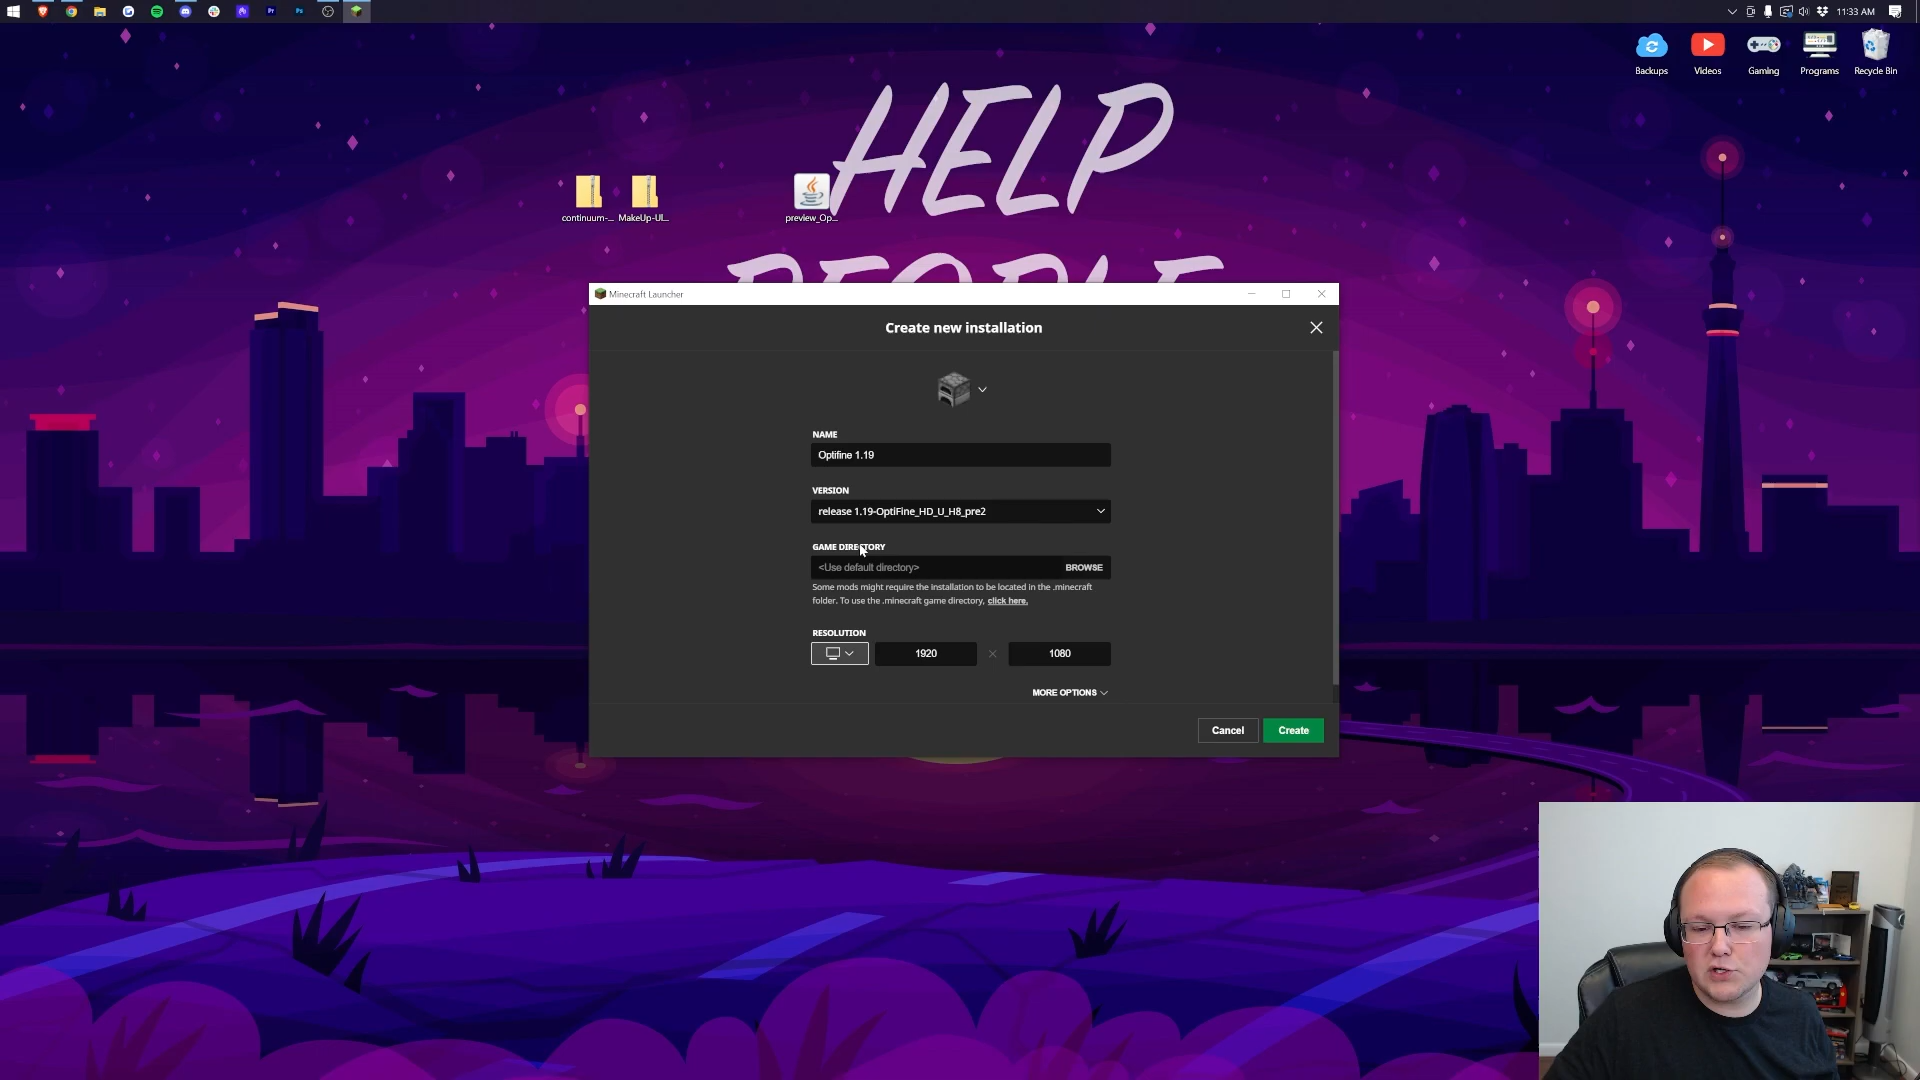 11:33 AM
Backups
Videos
Gaming
Programs
Recycle Bin
HELP
PEOPLE
continuum-...
MakeUp-Ul...
preview_Op...
Minecraft Launcher
Create new installation
NAME
Optifine 1.19
VERSION
release 1.19-OptiFine_HD_U_H8_pre2
GAME DIRECTORY
<Use default directory>
BROWSE
Some mods might require the installation to be located in the .minecraft
folder. To use the .minecraft game directory, click here.
RESOLUTION
1920
1080
MORE OPTIONS
Cancel
Create